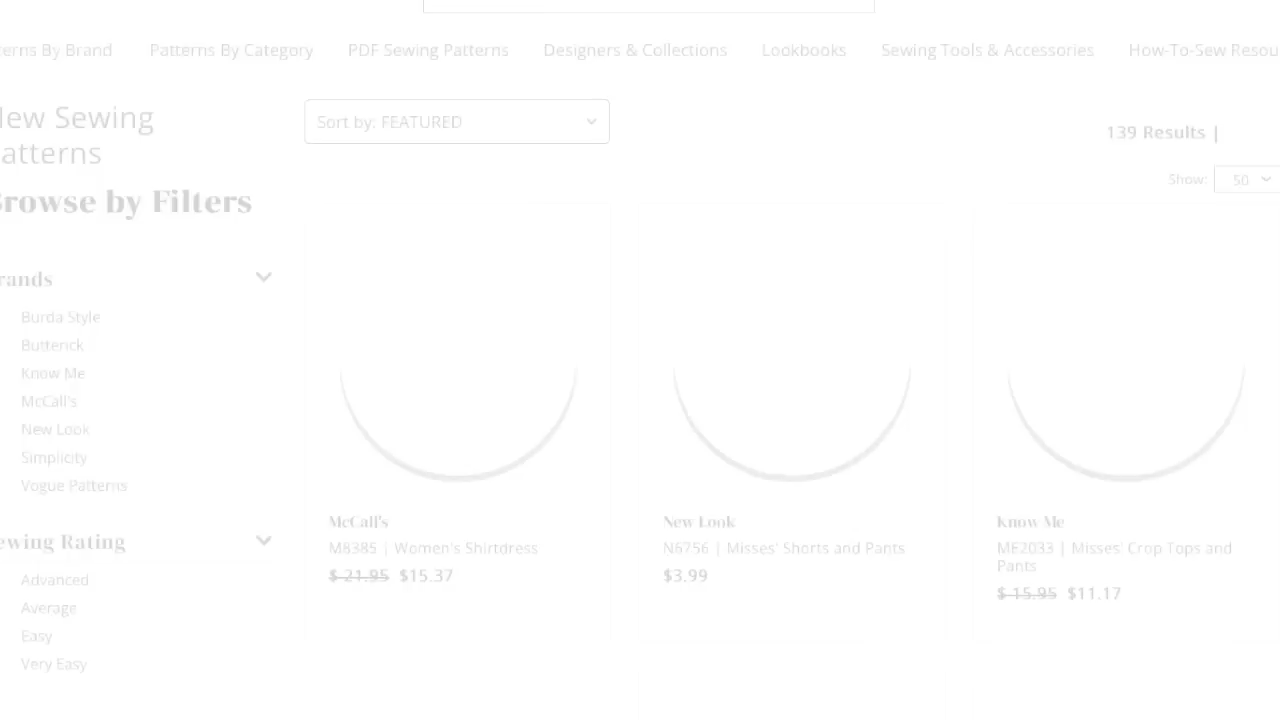 terns By Brand Patterns By Category PDF Sewing Patterns Designers & Collections Lookbooks Sewing Tools & Accessories How-To-Sew Resou
New Sewing
atterns
Sort by: FEATURED
139 Results |
Show: 50
Browse by Filters
rands
Burda Style
Butterick
Know Me
McCall's
New Look
Simplicity
Vogue Patterns
ewing Rating
Advanced
Average
Easy
Very Easy
McCall's
M8385 | Women's Shirtdress
$ 21.95 $15.37
New Look
N6756 | Misses' Shorts and Pants
$3.99
Know Me
ME2033 | Misses' Crop Tops and
Pants
$ 15.95 $11.17